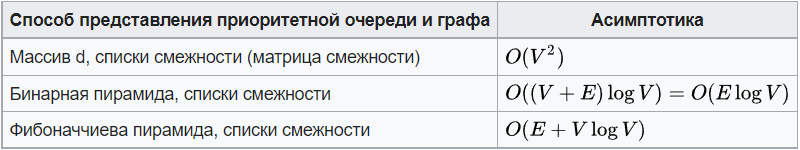 Способ представления приоритетной очереди и графа Асимптотика
Массив d, списки смежности (матрица смежности) O(V²)
Бинарная пирамида, списки смежности O((V + E) log V) = O(E log V)
Фибоначчиева пирамида, списки смежности O(E + V log V)